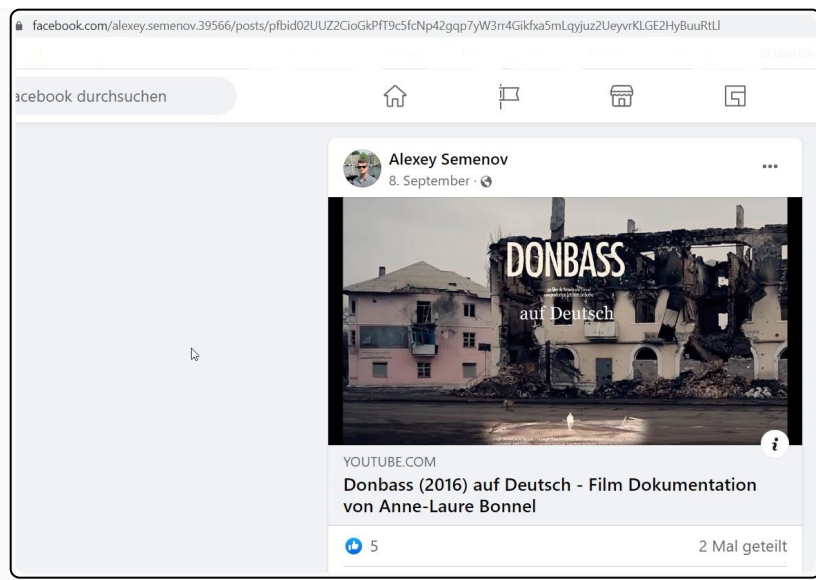 facebook.com/alexey.semenov.39566/posts/pfbid02UUZ2CioGkPfT9c5fcNp42gqp7yW3rr4Gikfxa5mLqyjuz2UeyvrKLGE2HyBuuRtLl
acebook durchsuchen
Alexey Semenov
8. September ·
DONBASS
auf Deutsch
YOUTUBE.COM
Donbass (2016) auf Deutsch - Film Dokumentation
von Anne-Laure Bonnel
5
2 Mal geteilt